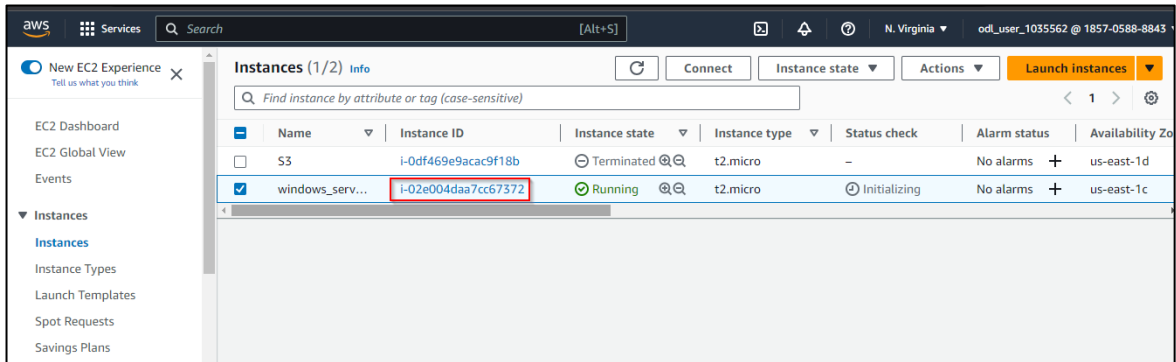 aws Services Search [Alt+S] N. Virginia ▼ odl_user_1035562 @ 1857-0588-8843
New EC2 Experience
Tell us what you think
EC2 Dashboard
EC2 Global View
Events
▼ Instances
Instances
Instance Types
Launch Templates
Spot Requests
Savings Plans
Instances (1/2) Info Connect Instance state ▼ Actions ▼ Launch instances ▼
Find instance by attribute or tag (case-sensitive) < 1 >
Name Instance ID Instance state Instance type Status check Alarm status Availability Zo
S3 i-0df469e9acac9f18b Terminated t2.micro – No alarms + us-east-1d
windows_serv... i-02e004daa7cc67372 Running t2.micro Initializing No alarms + us-east-1c